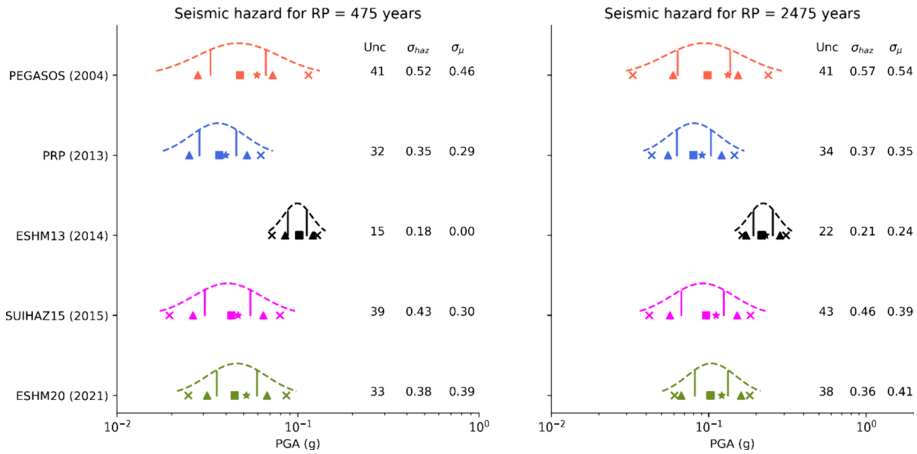 Seismic hazard for RP = 475 years
Unc σhaz σμ
PEGASOS (2004) 41 0.52 0.46
PRP (2013) 32 0.35 0.29
ESHM13 (2014) 15 0.18 0.00
SUIHAZ15 (2015) 39 0.43 0.30
ESHM20 (2021) 33 0.38 0.39
10⁻² 10⁻¹ 10⁰
PGA (g)
Seismic hazard for RP = 2475 years
Unc σhaz σμ
41 0.57 0.54
34 0.37 0.35
22 0.21 0.24
43 0.46 0.39
38 0.36 0.41
10⁻² 10⁻¹ 10⁰
PGA (g)